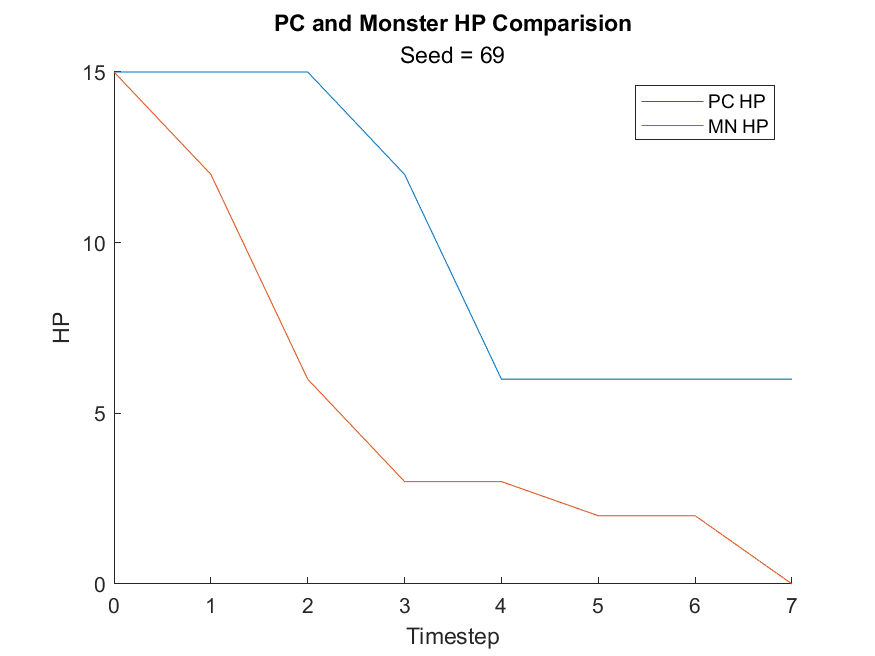 PC and Monster HP Comparision
Seed = 69
15
10
5
0
HP
PC HP
MN HP
0 1 2 3 4 5 6 7
Timestep